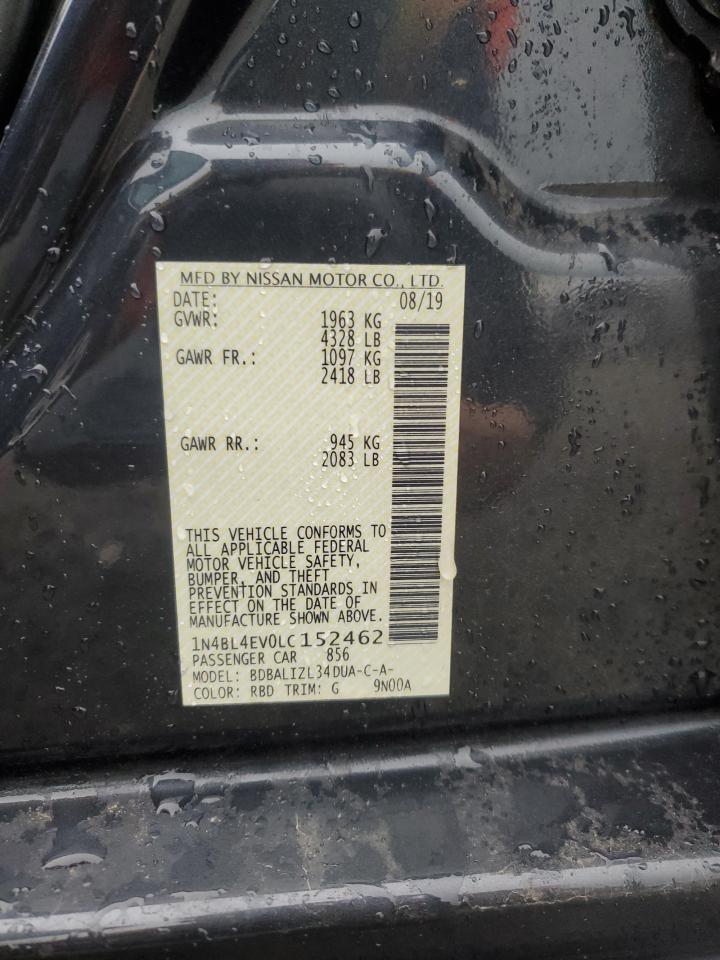 MFD BY NISSAN MOTOR CO., LTD.
DATE: 08/19
GVWR: 1963 KG
4328 LB
GAWR FR.: 1097 KG
2418 LB
GAWR RR.: 945 KG
2083 LB
THIS VEHICLE CONFORMS TO
ALL APPLICABLE FEDERAL
MOTOR VEHICLE SAFETY,
BUMPER, AND THEFT
PREVENTION STANDARDS IN
EFFECT ON THE DATE OF
MANUFACTURE SHOWN ABOVE.
1N4BL4EV0LC152462
PASSENGER CAR 856
MODEL: BDBALIZL34DUA-C-A-
COLOR: RBD TRIM: G 9N00A